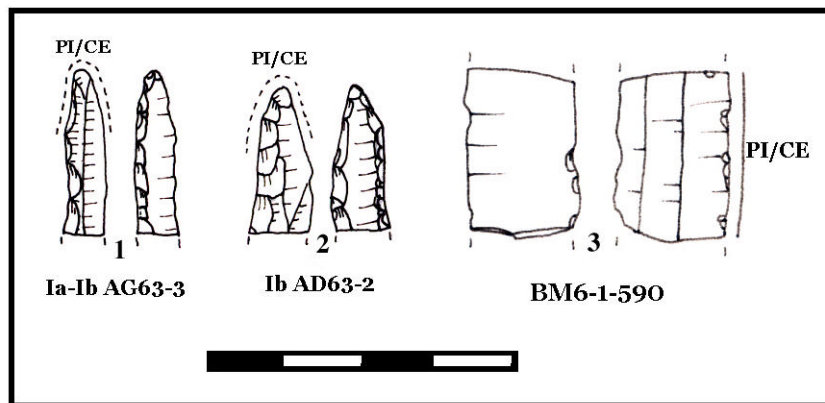 PI/CE
PI/CE
PI/CE
1
2
3
Ia-Ib AG63-3
Ib AD63-2
BM6-1-590